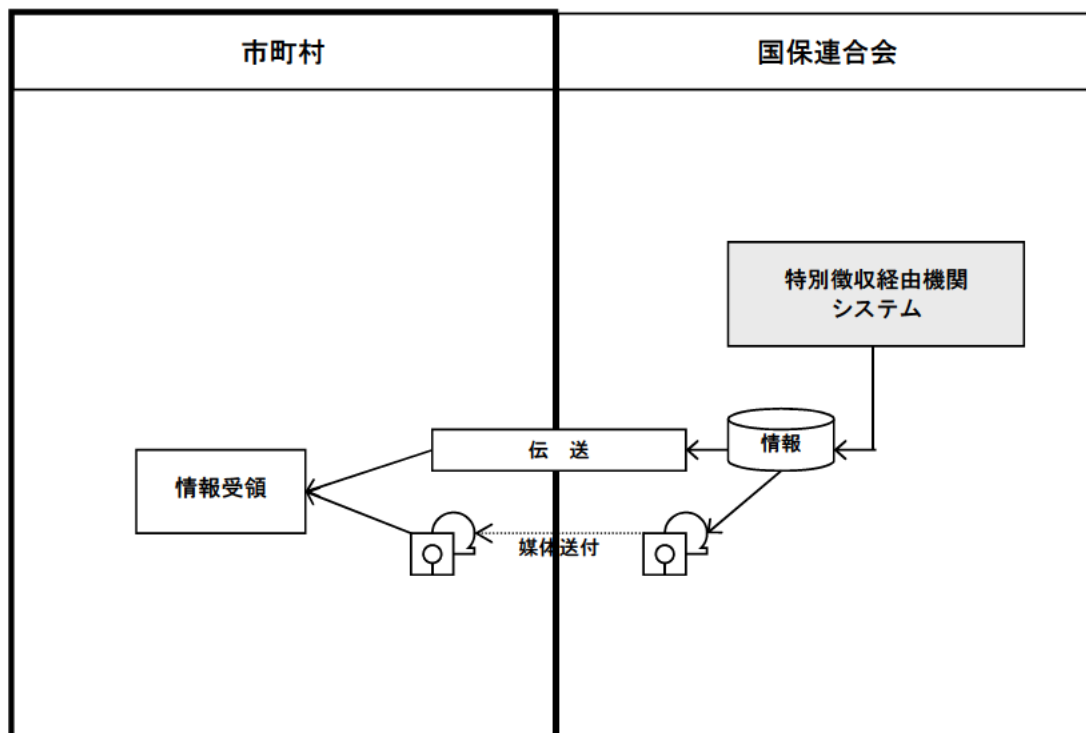 市町村
国保連合会
特別徴収経由機関
システム
情報
伝　送
情報受領
媒体送付